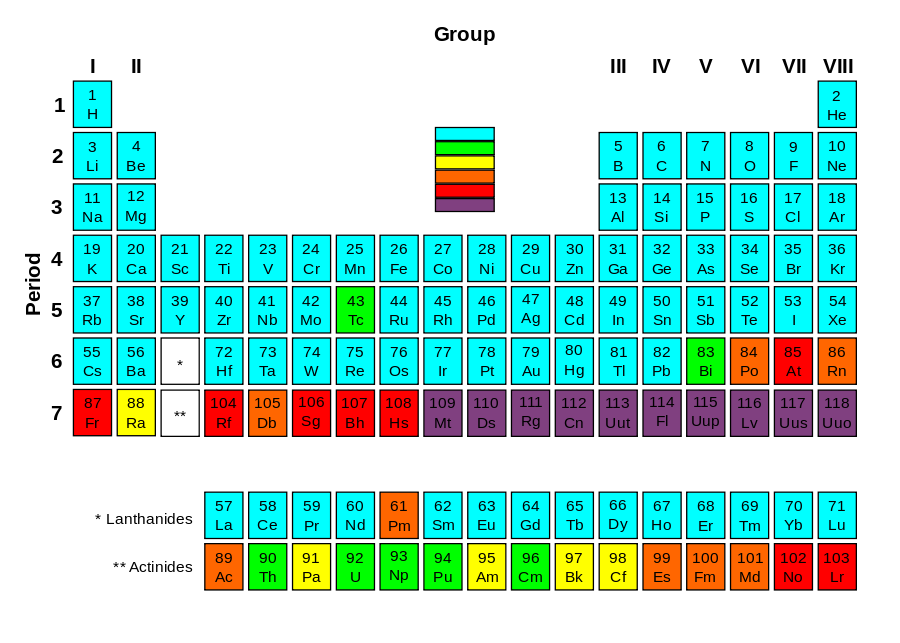 Group
I II III IV V VI VII VIII
Period
1 1 2
H He
2 3 4 5 6 7 8 9 10
Li Be B C N O F Ne
3 11 12 13 14 15 16 17 18
Na Mg Al Si P S Cl Ar
4 19 20 21 22 23 24 25 26 27 28 29 30 31 32 33 34 35 36
K Ca Sc Ti V Cr Mn Fe Co Ni Cu Zn Ga Ge As Se Br Kr
5 37 38 39 40 41 42 43 44 45 46 47 48 49 50 51 52 53 54
Rb Sr Y Zr Nb Mo Tc Ru Rh Pd Ag Cd In Sn Sb Te I Xe
6 55 56 * 72 73 74 75 76 77 78 79 80 81 82 83 84 85 86
Cs Ba Hf Ta W Re Os Ir Pt Au Hg Tl Pb Bi Po At Rn
7 87 88 ** 104 105 106 107 108 109 110 111 112 113 114 115 116 117 118
Fr Ra Rf Db Sg Bh Hs Mt Ds Rg Cn Uut Fl Uup Lv Uus Uuo
* Lanthanides 57 58 59 60 61 62 63 64 65 66 67 68 69 70 71
La Ce Pr Nd Pm Sm Eu Gd Tb Dy Ho Er Tm Yb Lu
** Actinides 89 90 91 92 93 94 95 96 97 98 99 100 101 102 103
Ac Th Pa U Np Pu Am Cm Bk Cf Es Fm Md No Lr